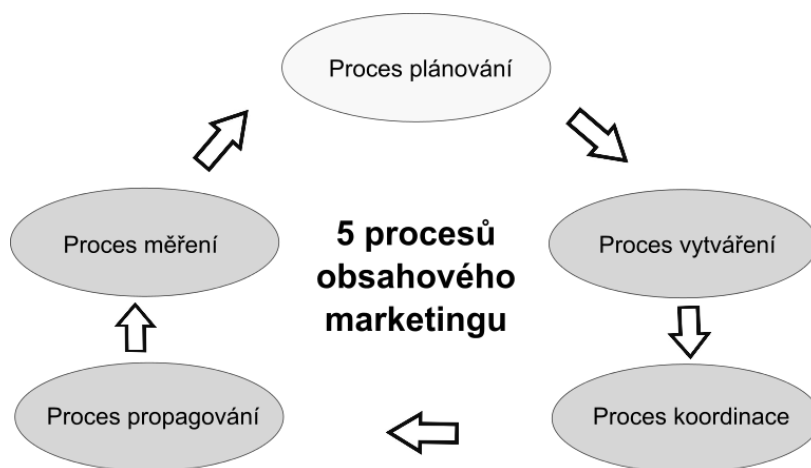 Proces plánování
Proces měření
5 procesů
obsahového
marketingu
Proces vytváření
Proces propagování
Proces koordinace